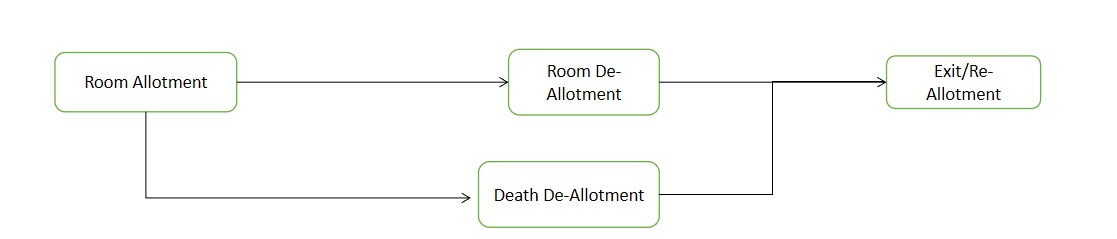 Room Allotment
Room De-
Allotment
Exit/Re-
Allotment
Death De-Allotment